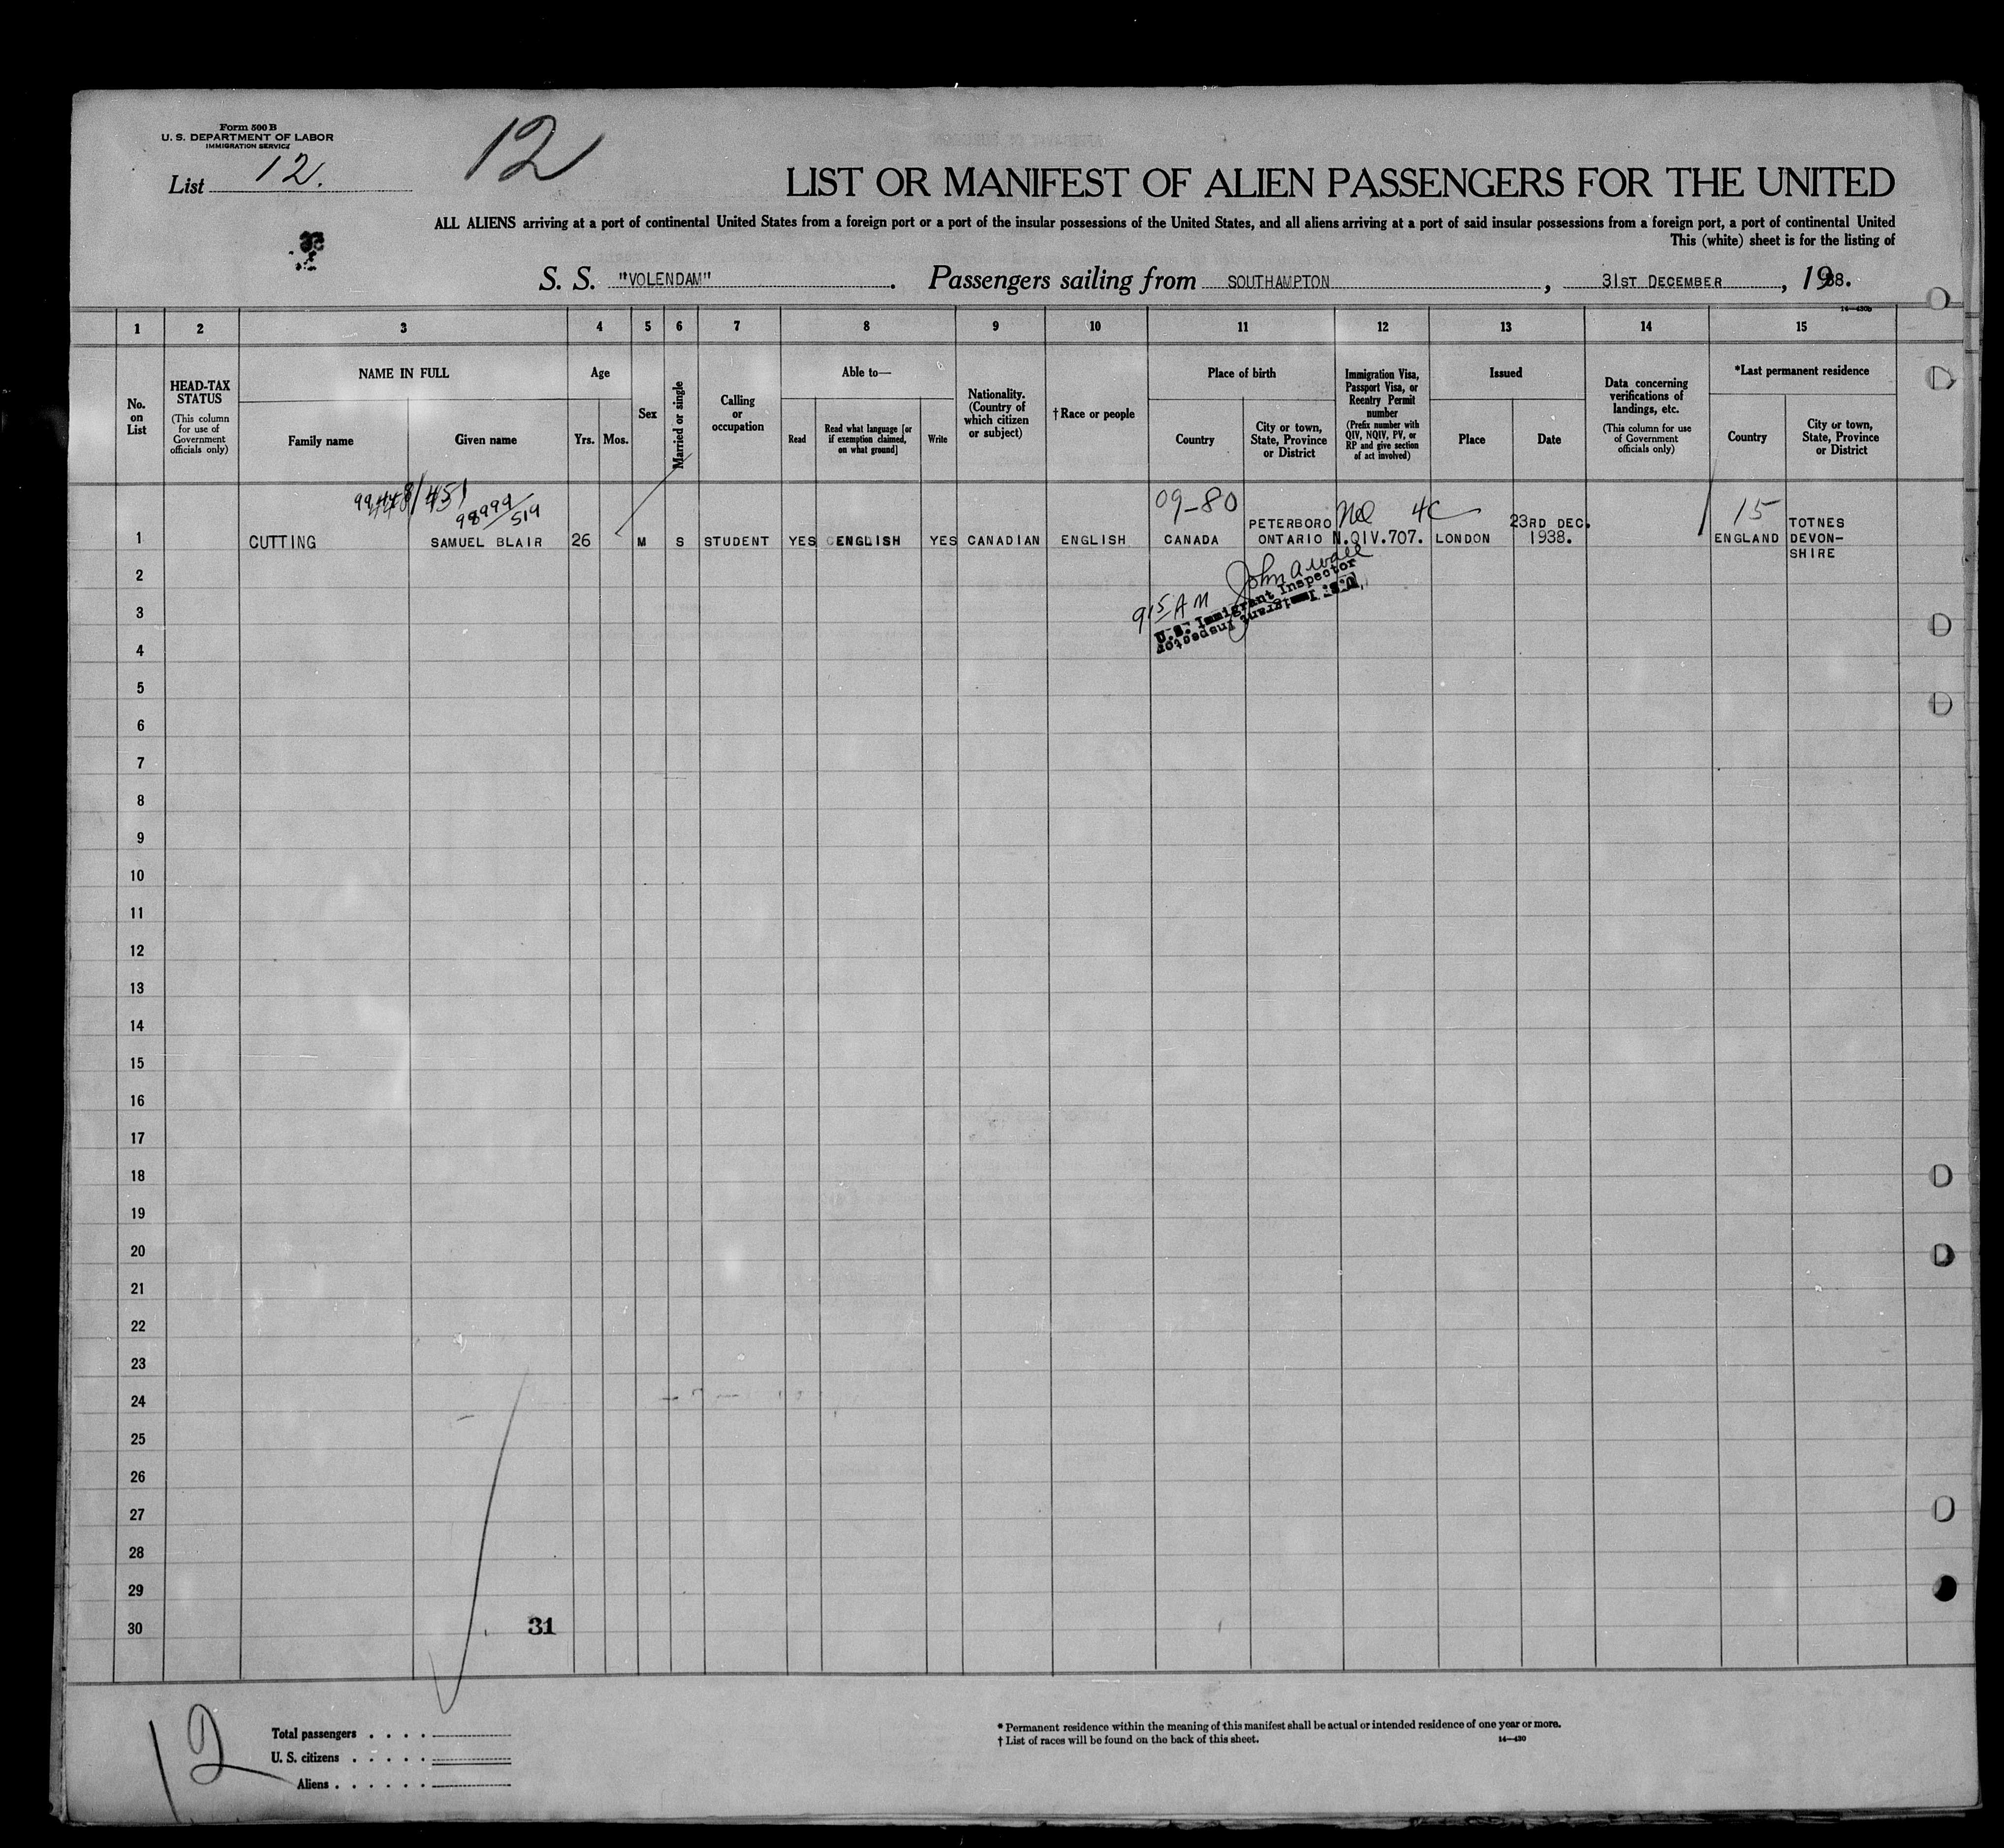 Form 500 B
U. S. DEPARTMENT OF LABOR
IMMIGRATION SERVICE
List 12.
12
LIST OR MANIFEST OF ALIEN PASSENGERS FOR THE UNITED
ALL ALIENS arriving at a port of continental United States from a foreign port or a port of the insular possessions of the United States, and all aliens arriving at a port of said insular possessions from a foreign port, a port of continental United
This (white) sheet is for the listing of
S. S. "VOLENDAM". Passengers sailing from SOUTHAMPTON, 31ST DECEMBER, 1938.
14—430b
1 2 3 4 5 6 7 8 9 10 11 12 13 14 15
No. on List
HEAD-TAX STATUS
(This column for use of Government officials only)
NAME IN FULL
Family name
Given name
Age
Yrs.
Mos.
Sex
Married or single
Calling or occupation
Able to—
Read
Read what language [or if exemption claimed, on what ground]
Write
Nationality. (Country of which citizen or subject)
†Race or people
Place of birth
Country
City or town, State, Province or District
Immigration Visa, Passport Visa, or Reentry Permit number
(Prefix number with QIV, NQIV, PV, or RP and give section of act involved)
Issued
Place
Date
Data concerning verifications of landings, etc.
(This column for use of Government officials only)
*Last permanent residence
Country
City or town, State, Province or District
98999/519
09-80
4C
15
1 CUTTING SAMUEL BLAIR 26 M S STUDENT YES ENGLISH YES CANADIAN ENGLISH CANADA PETERBORO ONTARIO N.QIV.707. LONDON 23RD DEC. 1938. ENGLAND TOTNES DEVON-SHIRE
2
915 AM
U.S. Immigrant Inspector
3
4
5
6
7
8
9
10
11
12
13
14
15
16
17
18
19
20
21
22
23
24
25
26
27
28
29
30
31
12
Total passengers . . . .
U. S. citizens . . . . .
Aliens . . . . . .
* Permanent residence within the meaning of this manifest shall be actual or intended residence of one year or more.
† List of races will be found on the back of this sheet.
14—430